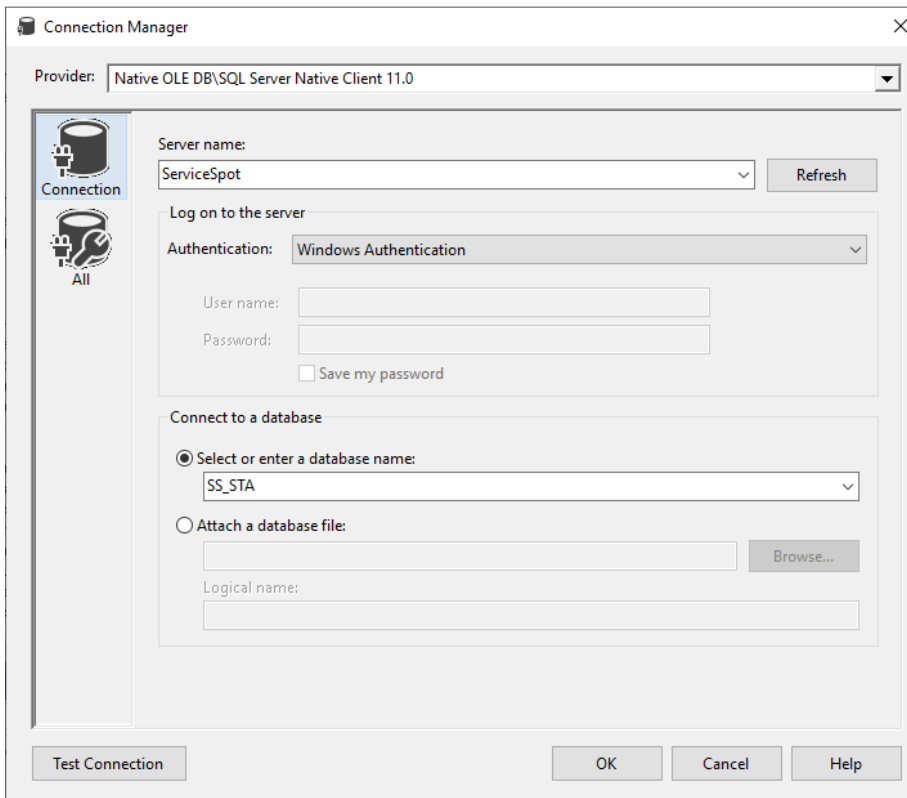 Connection Manager
Provider: Native OLE DB\SQL Server Native Client 11.0
Connection
All
Server name:
ServiceSpot
Refresh
Log on to the server
Authentication: Windows Authentication
User name:
Password:
Save my password
Connect to a database
Select or enter a database name:
SS_STA
Attach a database file:
Browse...
Logical name:
Test Connection OK Cancel Help